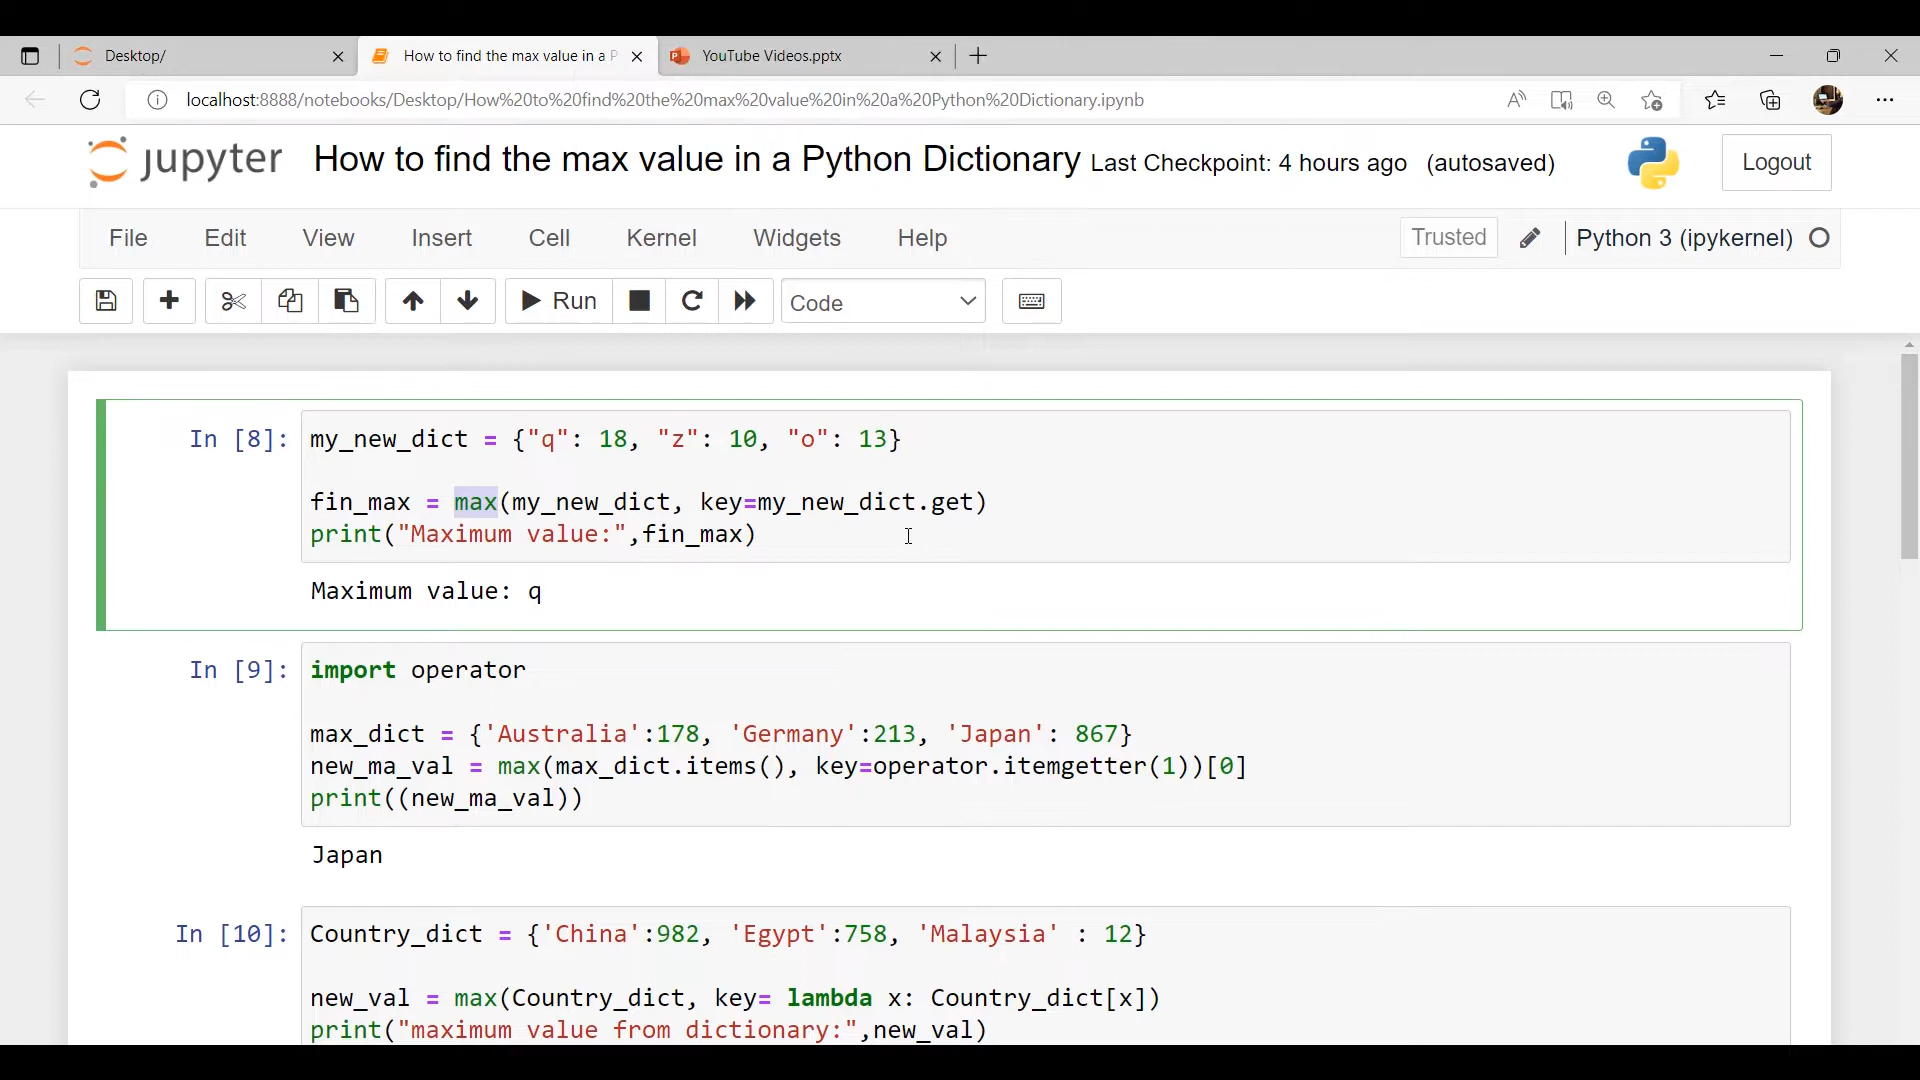 Desktop/
How to find the max value in a P
YouTube Videos.pptx
localhost:8888/notebooks/Desktop/How%20to%20find%20the%20max%20value%20in%20a%20Python%20Dictionary.ipynb
jupyter How to find the max value in a Python Dictionary Last Checkpoint: 4 hours ago (autosaved) Logout
File Edit View Insert Cell Kernel Widgets Help Trusted Python 3 (ipykernel)
Run Code
In [8]: my_new_dict = {"q": 18, "z": 10, "o": 13}
fin_max = max(my_new_dict, key=my_new_dict.get)
print("Maximum value:",fin_max)
Maximum value: q
In [9]: import operator
max_dict = {'Australia':178, 'Germany':213, 'Japan': 867}
new_ma_val = max(max_dict.items(), key=operator.itemgetter(1))[0]
print((new_ma_val))
Japan
In [10]: Country_dict = {'China':982, 'Egypt':758, 'Malaysia' : 12}
new_val = max(Country_dict, key= lambda x: Country_dict[x])
print("maximum value from dictionary:",new_val)